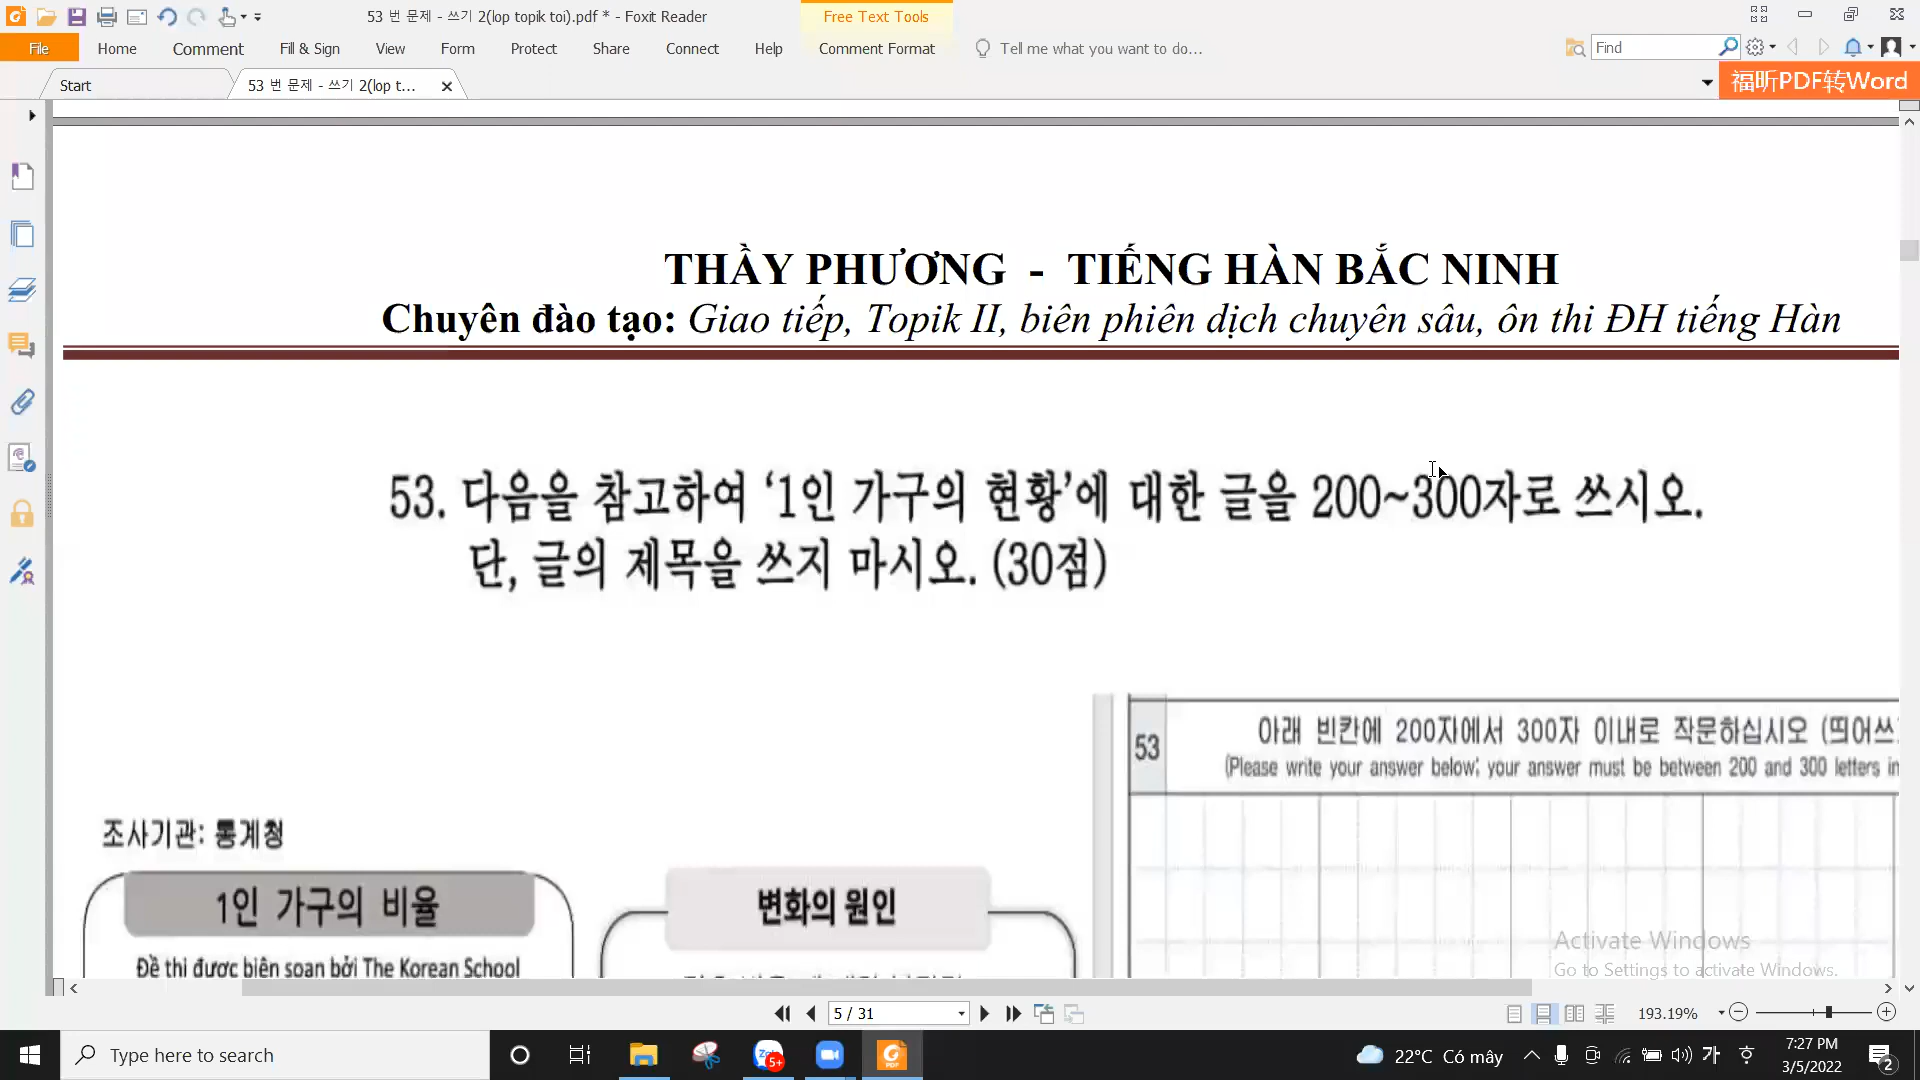 53 번 문제 - 쓰기 2(lop topik toi).pdf * - Foxit Reader
Free Text Tools
File
Home
Comment
Fill & Sign
View
Form
Protect
Share
Connect
Help
Comment Format
Tell me what you want to do...
Find
Start
53 번 문제 - 쓰기 2(lop t...
福昕PDF转Word
THẦY PHƯƠNG - TIẾNG HÀN BẮC NINH
Chuyên đào tạo: Giao tiếp, Topik II, biên phiên dịch chuyên sâu, ôn thi ĐH tiếng Hàn
53. 다음을 참고하여 ‘1인 가구의 현황’에 대한 글을 200~300자로 쓰시오.
단, 글의 제목을 쓰지 마시오. (30점)
53
아래 빈칸에 200자에서 300자 이내로 작문하십시오 (띄어쓰
(Please write your answer below; your answer must be between 200 and 300 letters in
조사기관: 통계청
1인 가구의 비율
변화의 원인
Đề thi được biên soạn bởi The Korean School
Activate Windows
Go to Settings to activate Windows.
5 / 31
193.19%
Type here to search
Zalo
5+
22°C Có mây
가
7:27 PM
3/5/2022
2